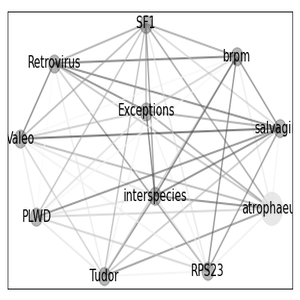 SF1
brpm
Retrovirus
Exceptions
salvagi
Valeo
interspecies
atrophaeu
PLWD
RPS23
Tudor